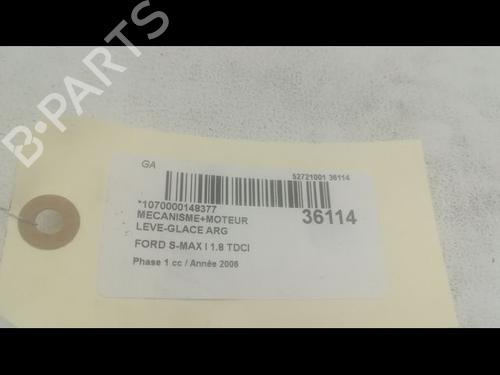 B-PARTS
GA
52721001 36114
*1070000148377
MECANISME+MOTEUR
LEVE-GLACE ARG
36114
FORD S-MAX I 1.8 TDCI
Phase 1 cc / Année 2006